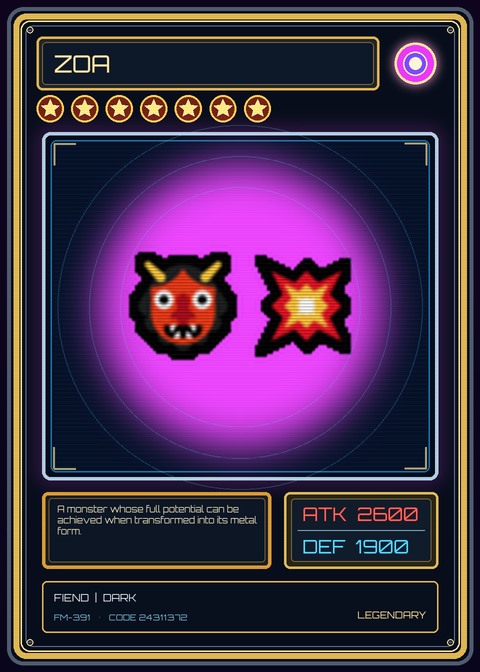 ZOA
A monster whose full potential can be
achieved when transformed into its metal
form.
ATK 2600
DEF 1900
FIEND | DARK
FM-391 · CODE 24311372
LEGENDARY